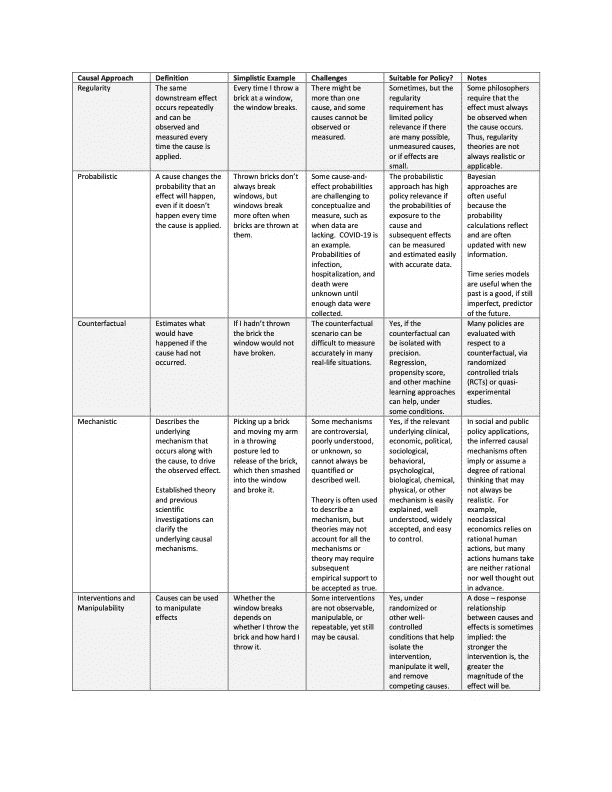 Causal Approach
Definition
Simplistic Example
Challenges
Suitable for Policy?
Notes
Regularity
The same
downstream effect
occurs repeatedly
and can be
observed and
measured every
time the cause is
applied.
Every time I throw a
brick at a window,
the window breaks.
There might be
more than one
cause, and some
causes cannot be
observed or
measured.
Sometimes, but the
regularity
requirement has
limited policy
relevance if there
are many possible,
unmeasured causes,
or if effects are
small.
Some philosophers
require that the
effect must always
be observed when
the cause occurs.
Thus, regularity
theories are not
always realistic or
applicable.
Probabilistic
A cause changes the
probability that an
effect will happen,
even if it doesn't
happen every time
the cause is applied.
Thrown bricks don't
always break
windows, but
windows break
more often when
bricks are thrown at
them.
Some cause-and-
effect probabilities
are challenging to
conceptualize and
measure, such as
when data are
lacking. COVID-19 is
an example.
Probabilities of
infection,
hospitalization, and
death were
unknown until
enough data were
collected.
The probabilistic
approach has high
policy relevance if
the probabilities of
exposure to the
cause and
subsequent effects
can be measured
and estimated easily
with accurate data.
Bayesian
approaches are
often useful
because the
probability
calculations reflect
and are often
updated with new
information.
Time series models
are useful when the
past is a good, if still
imperfect, predictor
of the future.
Counterfactual
Estimates what
would have
happened if the
cause had not
occurred.
If I hadn't thrown
the brick the
window would not
have broken.
The counterfactual
scenario can be
difficult to measure
accurately in many
real-life situations.
Yes, if the
counterfactual can
be isolated with
precision.
Regression,
propensity score,
and other machine
learning approaches
can help, under
some conditions.
Many policies are
evaluated with
respect to a
counterfactual, via
randomized
controlled trials
(RCTs) or quasi-
experimental
studies.
Mechanistic
Describes the
underlying
mechanism that
occurs along with
the cause, to drive
the observed effect.
Established theory
and previous
scientific
investigations can
clarify the
underlying causal
mechanisms.
Picking up a brick
and moving my arm
in a throwing
posture led to
release of the brick,
which then smashed
into the window
and broke it.
Some mechanisms
are controversial,
poorly understood,
or unknown, so
cannot always be
quantified or
described well.
Theory is often used
to describe a
mechanism, but
theories may not
account for all the
mechanisms or
theory may require
subsequent
empirical support to
be accepted as true.
Yes, if the relevant
underlying clinical,
economic, political,
sociological,
behavioral,
psychological,
biological, chemical,
physical, or other
mechanism is easily
explained, well
understood, widely
accepted, and easy
to control.
In social and public
policy applications,
the inferred causal
mechanisms often
imply or assume a
degree of rational
thinking that may
not always be
realistic. For
example,
neoclassical
economics relies on
rational human
actions, but many
actions humans take
are neither rational
nor well thought out
in advance.
Interventions and
Manipulability
Causes can be used
to manipulate
effects
Whether the
window breaks
depends on
whether I throw the
brick and how hard I
throw it.
Some interventions
are not observable,
manipulable, or
repeatable, yet still
may be causal.
Yes, under
randomized or
other well-
controlled
conditions that help
isolate the
intervention,
manipulate it well,
and remove
competing causes.
A dose – response
relationship
between causes and
effects is sometimes
implied: the
stronger the
intervention is, the
greater the
magnitude of the
effect will be.